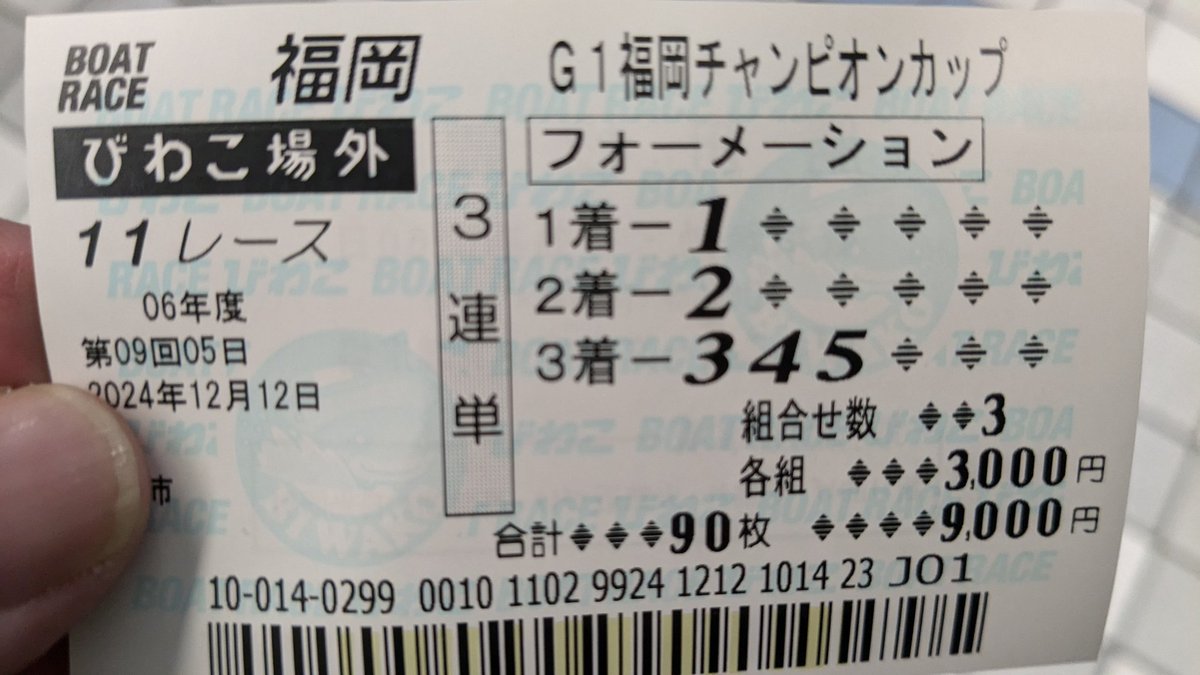 BOAT RACE 福岡 G1福岡チャンピオンカップ
びわこ場外
11レース
06年度
第09回05日
2024年12月12日
市
3連単
フォーメーション
1着ー1
2着ー2
3着ー3 4 5
組合せ数 3
各組 3,000円
合計 90枚 9,000円
10-014-0299 0010 1102 9924 1212 1014 23 JO1